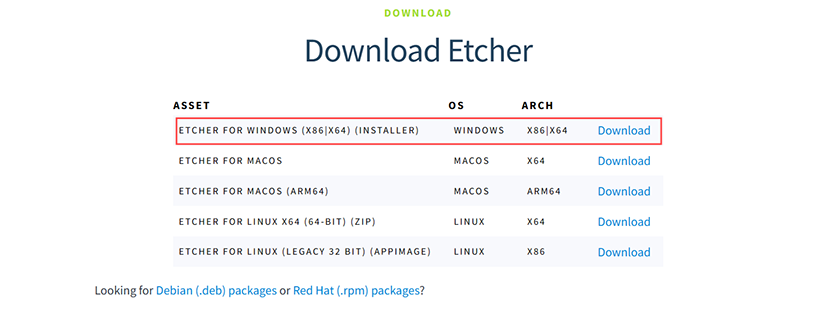 DOWNLOAD
Download Etcher
ASSET OS ARCH
ETCHER FOR WINDOWS (X86|X64) (INSTALLER) WINDOWS X86|X64 Download
ETCHER FOR MACOS MACOS X64 Download
ETCHER FOR MACOS (ARM64) MACOS ARM64 Download
ETCHER FOR LINUX X64 (64-BIT) (ZIP) LINUX X64 Download
ETCHER FOR LINUX (LEGACY 32 BIT) (APPIMAGE) LINUX X86 Download
Looking for Debian (.deb) packages or Red Hat (.rpm) packages?